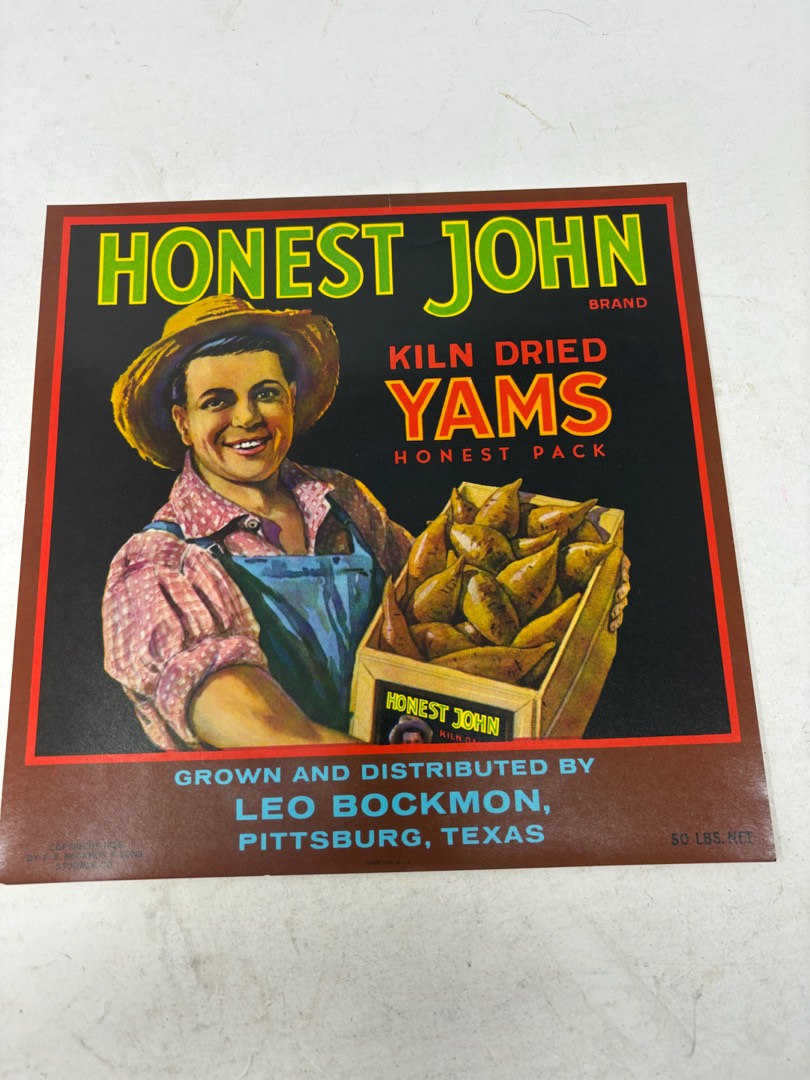 HONEST JOHN
BRAND
KILN DRIED
YAMS
HONEST PACK
HONEST JOHN
GROWN AND DISTRIBUTED BY
LEO BOCKMON,
PITTSBURG, TEXAS
50 LBS. NET
COPYRIGHT